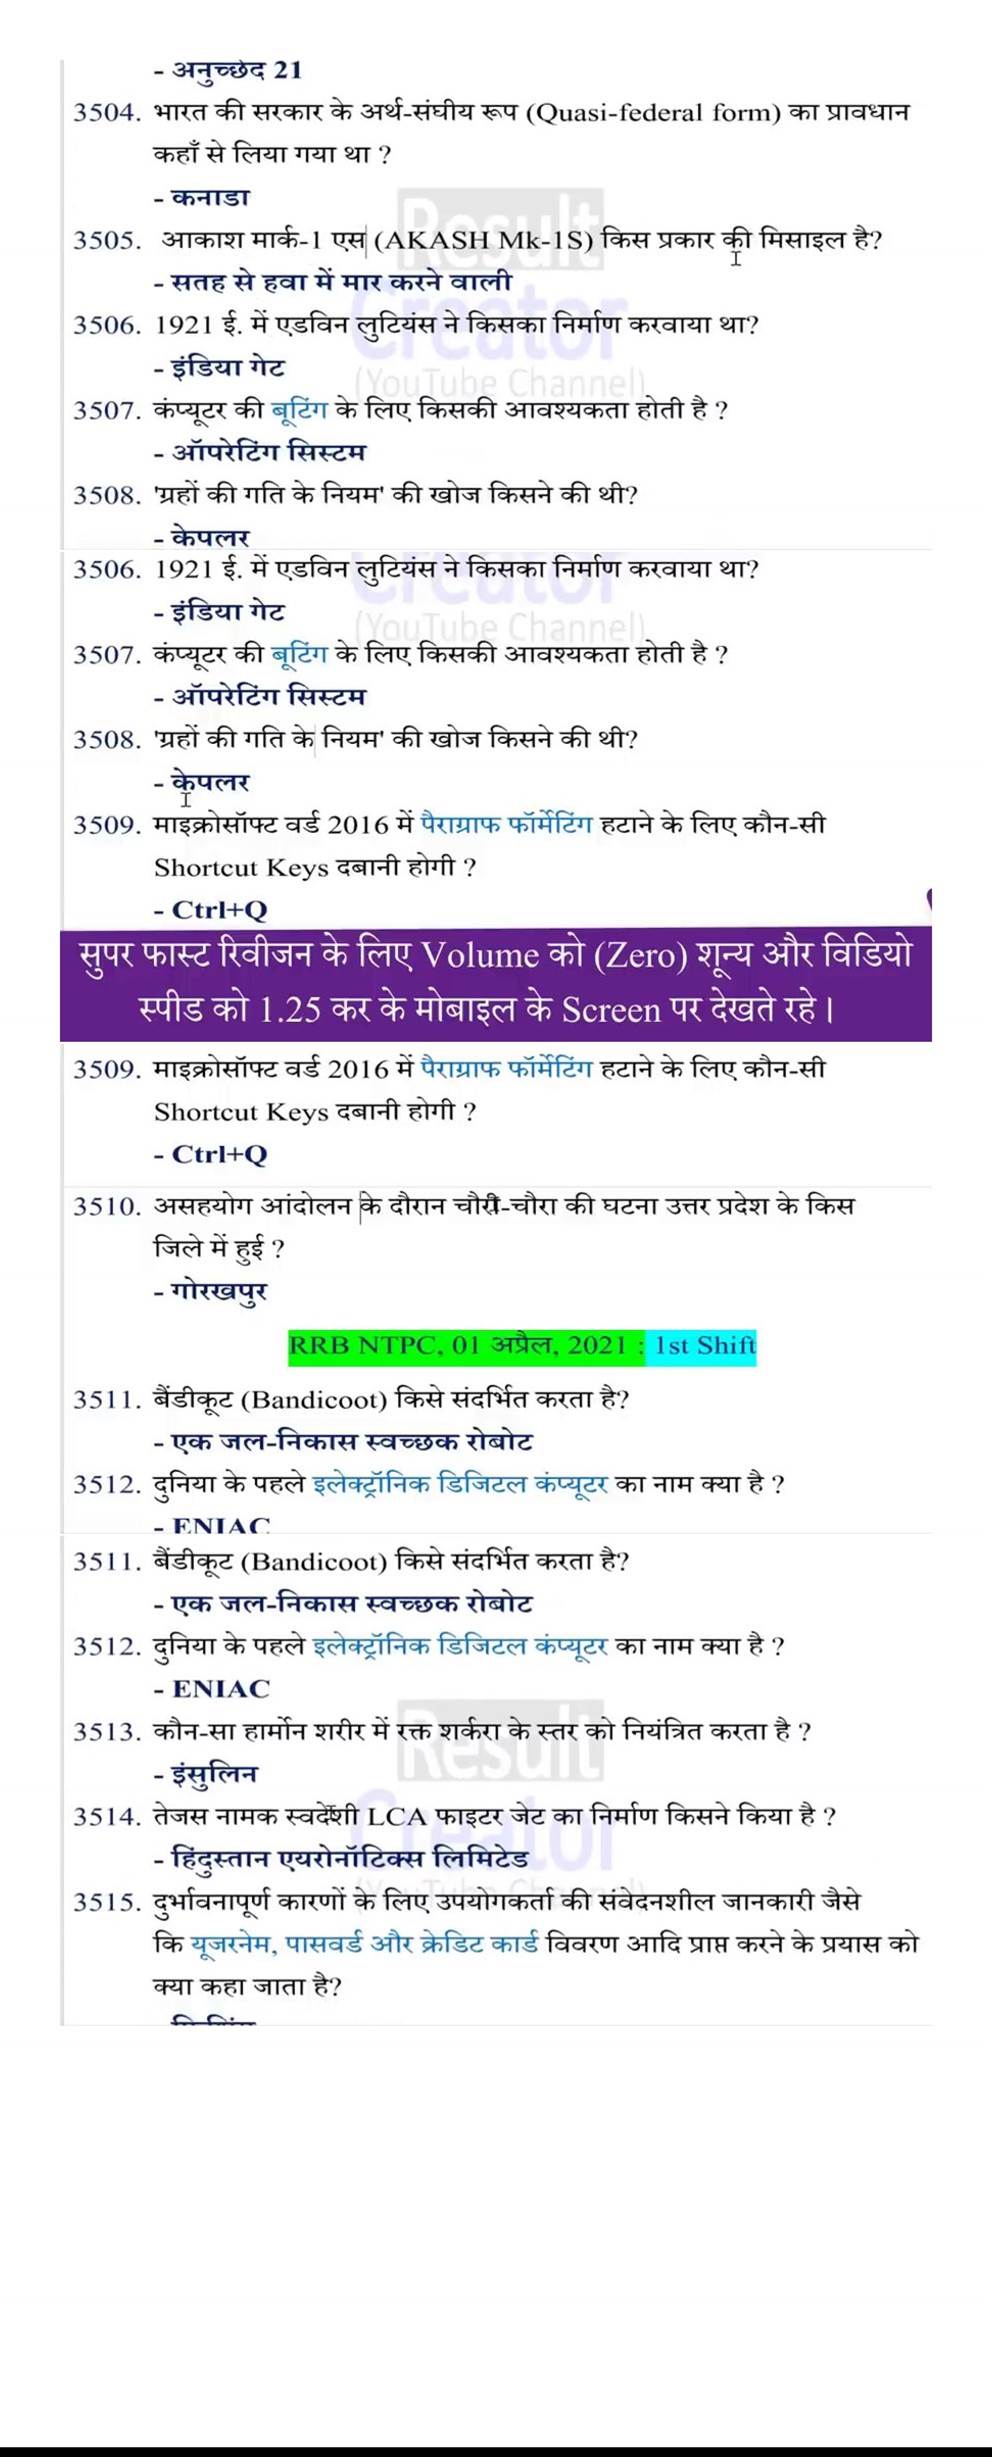 - अनुच्छेद 21
3504. भारत की सरकार के अर्थ-संघीय रूप (Quasi-federal form) का प्रावधान
कहाँ से लिया गया था ?
- कनाडा
Result
3505. आकाश मार्क-1 एस (AKASH Mk-1S) किस प्रकार की मिसाइल है?
- सतह से हवा में मार करने वाली
Creator
3506. 1921 ई. में एडविन लुटियंस ने किसका निर्माण करवाया था?
- इंडिया गेट
(YouTube Channel)
3507. कंप्यूटर की बूटिंग के लिए किसकी आवश्यकता होती है ?
- ऑपरेटिंग सिस्टम
3508. 'ग्रहों की गति के नियम' की खोज किसने की थी?
- केपलर
Creator
3506. 1921 ई. में एडविन लुटियंस ने किसका निर्माण करवाया था?
- इंडिया गेट
(YouTube Channel)
3507. कंप्यूटर की बूटिंग के लिए किसकी आवश्यकता होती है ?
- ऑपरेटिंग सिस्टम
3508. 'ग्रहों की गति के नियम' की खोज किसने की थी?
- केपलर
3509. माइक्रोसॉफ्ट वर्ड 2016 में पैराग्राफ फॉर्मेटिंग हटाने के लिए कौन-सी
Shortcut Keys दबानी होगी ?
- Ctrl+Q
सुपर फास्ट रिवीजन के लिए Volume को (Zero) शून्य और विडियो
स्पीड को 1.25 कर के मोबाइल के Screen पर देखते रहे।
3509. माइक्रोसॉफ्ट वर्ड 2016 में पैराग्राफ फॉर्मेटिंग हटाने के लिए कौन-सी
Shortcut Keys दबानी होगी ?
- Ctrl+Q
3510. असहयोग आंदोलन के दौरान चौरी-चौरा की घटना उत्तर प्रदेश के किस
जिले में हुई ?
- गोरखपुर
RRB NTPC, 01 अप्रैल, 2021 : 1st Shift
3511. बैंडीकूट (Bandicoot) किसे संदर्भित करता है?
- एक जल-निकास स्वच्छक रोबोट
3512. दुनिया के पहले इलेक्ट्रॉनिक डिजिटल कंप्यूटर का नाम क्या है ?
- ENIAC
3511. बैंडीकूट (Bandicoot) किसे संदर्भित करता है?
- एक जल-निकास स्वच्छक रोबोट
3512. दुनिया के पहले इलेक्ट्रॉनिक डिजिटल कंप्यूटर का नाम क्या है ?
- ENIAC
Result
3513. कौन-सा हार्मोन शरीर में रक्त शर्करा के स्तर को नियंत्रित करता है ?
- इंसुलिन
Creator
3514. तेजस नामक स्वदेशी LCA फाइटर जेट का निर्माण किसने किया है ?
- हिंदुस्तान एयरोनॉटिक्स लिमिटेड
3515. दुर्भावनापूर्ण कारणों के लिए उपयोगकर्ता की संवेदनशील जानकारी जैसे
कि यूजरनेम, पासवर्ड और क्रेडिट कार्ड विवरण आदि प्राप्त करने के प्रयास को
क्या कहा जाता है?